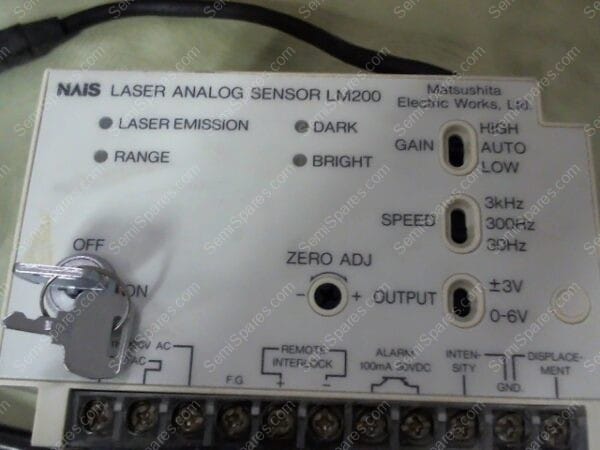 NAiS LASER ANALOG SENSOR LM200
Matsushita
Electric Works, Ltd.
LASER EMISSION
DARK
RANGE
BRIGHT
GAIN
HIGH
AUTO
LOW
SPEED
3kHz
300Hz
30Hz
OFF
ON
ZERO ADJ
- +
OUTPUT
±3V
0-6V
AC
F.G
REMOTE
INTERLOCK
+ -
ALARM
100mA 30VDC
INTEN-
SITY
GND
DISPLACE-
MENT
SemiSpares.com